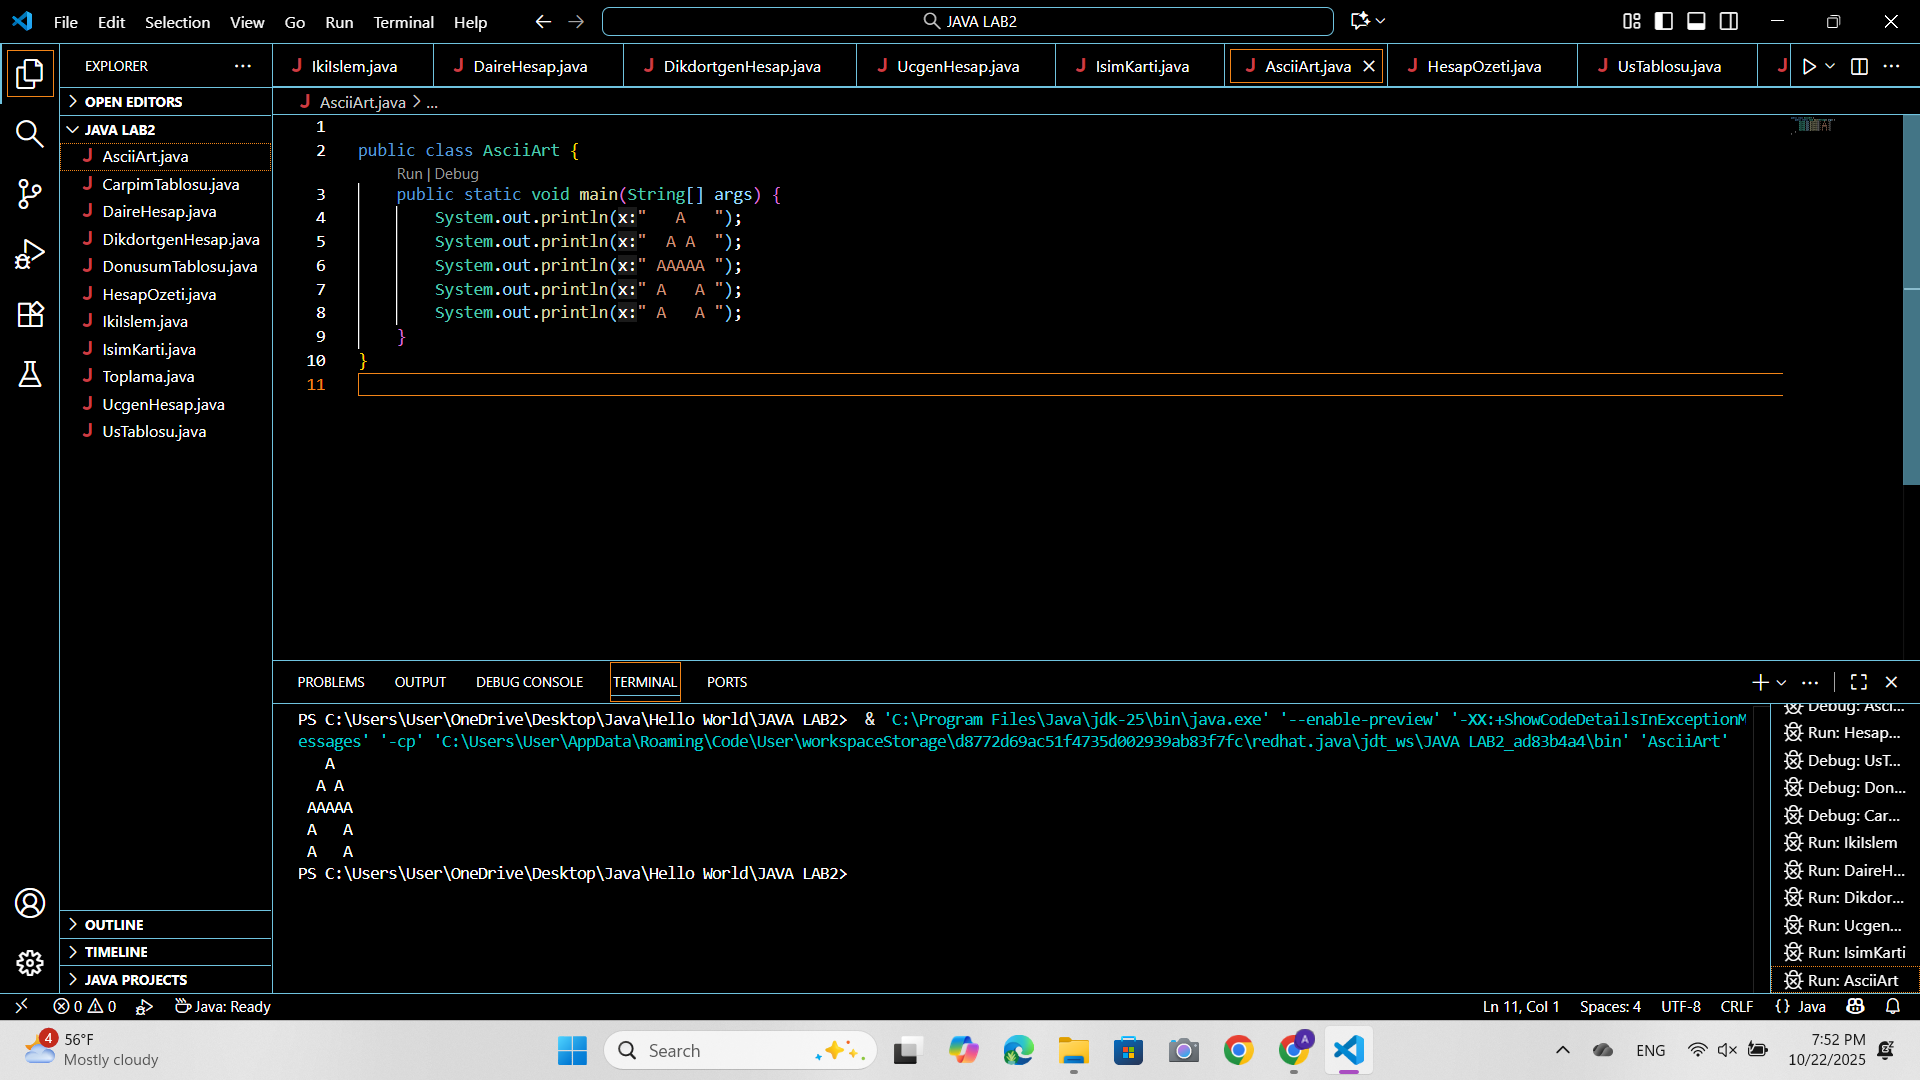 File Edit Selection View Go Run Terminal Help JAVA LAB2
EXPLORER
OPEN EDITORS
JAVA LAB2
AsciiArt.java
CarpimTablosu.java
DaireHesap.java
DikdortgenHesap.java
DonusumTablosu.java
HesapOzeti.java
IkiIslem.java
IsimKarti.java
Toplama.java
UcgenHesap.java
UsTablosu.java
OUTLINE
TIMELINE
JAVA PROJECTS
IkiIslem.java DaireHesap.java DikdortgenHesap.java UcgenHesap.java IsimKarti.java AsciiArt.java HesapOzeti.java UsTablosu.java
AsciiArt.java > ...
1
2 public class AsciiArt {
Run | Debug
3     public static void main(String[] args) {
4         System.out.println(x:"   A   ");
5         System.out.println(x:"  A A  ");
6         System.out.println(x:" AAAAA ");
7         System.out.println(x:" A   A ");
8         System.out.println(x:" A   A ");
9     }
10 }
11
PROBLEMS OUTPUT DEBUG CONSOLE TERMINAL PORTS
PS C:\Users\User\OneDrive\Desktop\Java\Hello World\JAVA LAB2>  & 'C:\Program Files\Java\jdk-25\bin\java.exe' '--enable-preview' '-XX:+ShowCodeDetailsInExceptionM
essages' '-cp' 'C:\Users\User\AppData\Roaming\Code\User\workspaceStorage\d8772d69ac51f4735d002939ab83f7fc\redhat.java\jdt_ws\JAVA LAB2_ad83b4a4\bin' 'AsciiArt'
   A
  A A
 AAAAA
 A   A
 A   A
PS C:\Users\User\OneDrive\Desktop\Java\Hello World\JAVA LAB2>
Debug: Asci...
Run: Hesap...
Debug: UsT...
Debug: Don...
Debug: Car...
Run: IkiIslem
Run: DaireH...
Run: Dikdor...
Run: Ucgen...
Run: IsimKarti
Run: AsciiArt
0 0 Java: Ready Ln 11, Col 1 Spaces: 4 UTF-8 CRLF {} Java
4 56°F
Mostly cloudy
Search
A
ENG
7:52 PM
10/22/2025